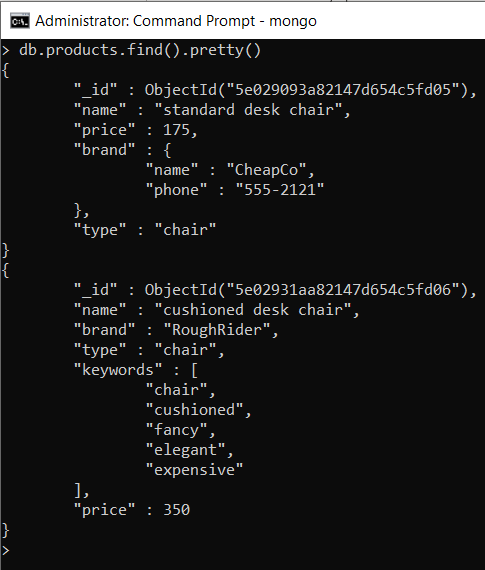 Administrator: Command Prompt - mongo
> db.products.find().pretty()
{
        "_id" : ObjectId("5e029093a82147d654c5fd05"),
        "name" : "standard desk chair",
        "price" : 175,
        "brand" : {
                "name" : "CheapCo",
                "phone" : "555-2121"
        },
        "type" : "chair"
}
{
        "_id" : ObjectId("5e02931aa82147d654c5fd06"),
        "name" : "cushioned desk chair",
        "brand" : "RoughRider",
        "type" : "chair",
        "keywords" : [
                "chair",
                "cushioned",
                "fancy",
                "elegant",
                "expensive"
        ],
        "price" : 350
}
>